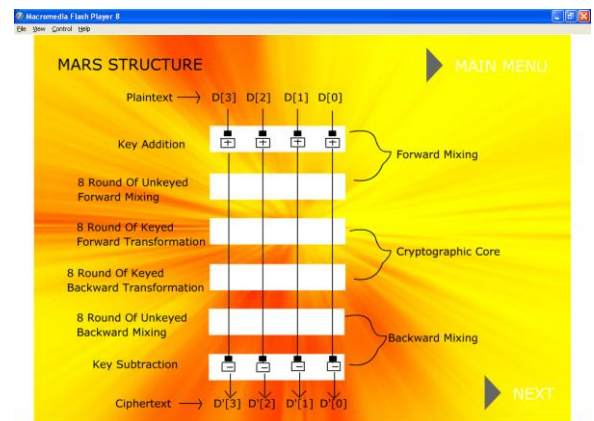 Macromedia Flash Player 8
File View Control Help
MARS STRUCTURE
MAIN MENU
Plaintext → D[3] D[2] D[1] D[0]
Key Addition
+ + + +
Forward Mixing
8 Round Of Unkeyed
Forward Mixing
8 Round Of Keyed
Forward Transformation
Cryptographic Core
8 Round Of Keyed
Backward Transformation
8 Round Of Unkeyed
Backward Mixing
Backward Mixing
Key Subtraction
− − − −
NEXT
Ciphertext → D'[3] D'[2] D'[1] D'[0]